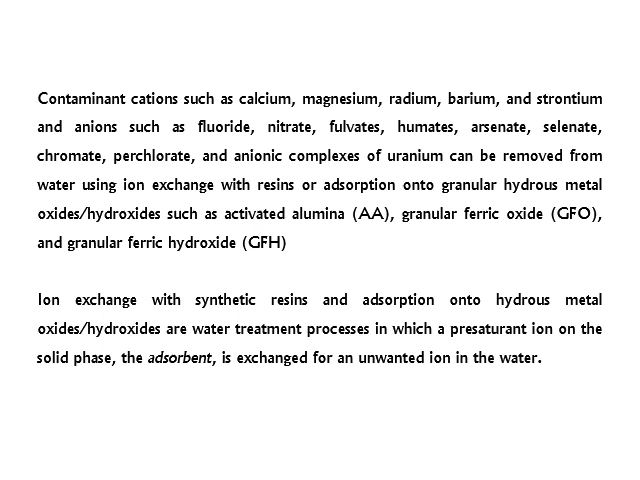 Contaminant cations such as calcium, magnesium, radium, barium, and strontium
and anions such as fluoride, nitrate, fulvates, humates, arsenate, selenate,
chromate, perchlorate, and anionic complexes of uranium can be removed from
water using ion exchange with resins or adsorption onto granular hydrous metal
oxides/hydroxides such as activated alumina (AA), granular ferric oxide (GFO),
and granular ferric hydroxide (GFH)
Ion exchange with synthetic resins and adsorption onto hydrous metal
oxides/hydroxides are water treatment processes in which a presaturant ion on the
solid phase, the adsorbent, is exchanged for an unwanted ion in the water.